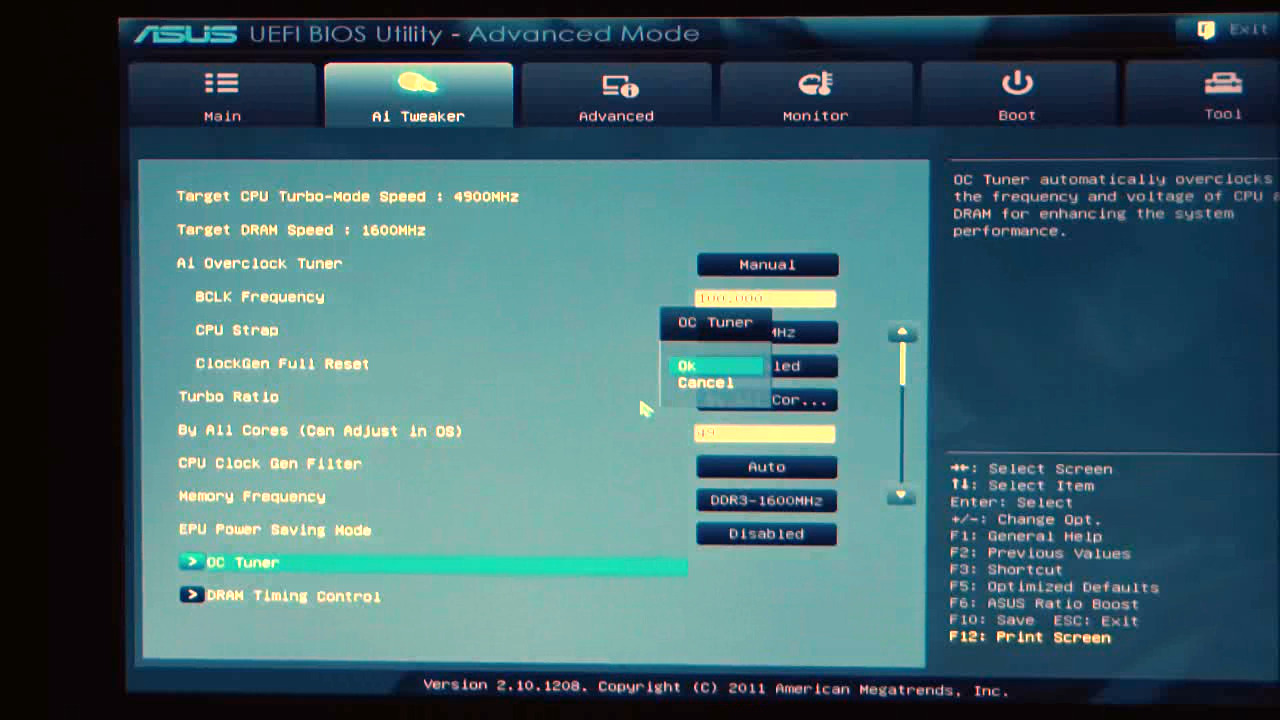 ASUS UEFI BIOS Utility - Advanced Mode
Exit
Main
Ai Tweaker
Advanced
Monitor
Boot
Tool
Target CPU Turbo-Mode Speed : 4900MHz
Target DRAM Speed : 1600MHz
Ai Overclock Tuner Manual
BCLK Frequency 100.000
CPU Strap MHz
ClockGen Full Reset led
Turbo Ratio Cor...
By All Cores (Can Adjust in OS) 49
CPU Clock Gen Filter Auto
Memory Frequency DDR3-1600MHz
EPU Power Saving Mode Disabled
> OC Tuner
> DRAM Timing Control
OC Tuner
Ok
Cancel
OC Tuner automatically overclocks
the frequency and voltage of CPU
DRAM for enhancing the system
performance.
→←: Select Screen
↑↓: Select Item
Enter: Select
+/-: Change Opt.
F1: General Help
F2: Previous Values
F3: Shortcut
F5: Optimized Defaults
F6: ASUS Ratio Boost
F10: Save ESC: Exit
F12: Print Screen
Version 2.10.1208. Copyright (C) 2011 American Megatrends, Inc.